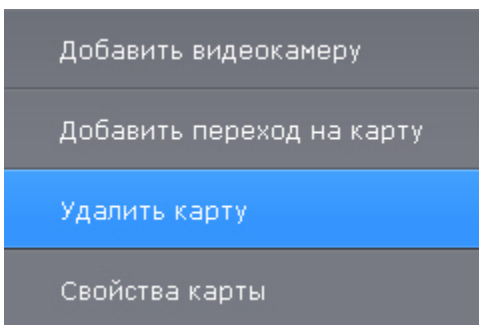 Добавить видеокамеру
Добавить переход на карту
Удалить карту
Свойства карты